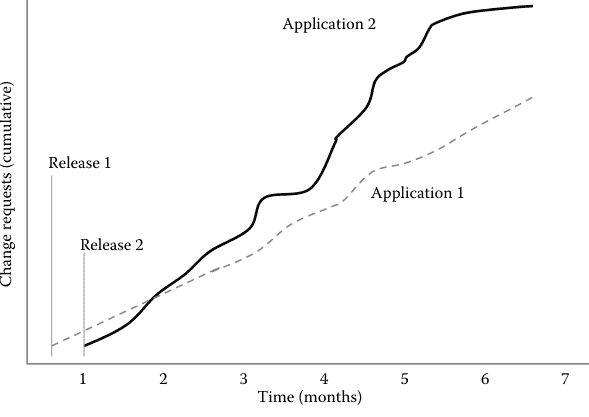 Application 2
Change requests (cumulative)
Release 1
Application 1
Release 2
1 2 3 4 5 6 7
Time (months)